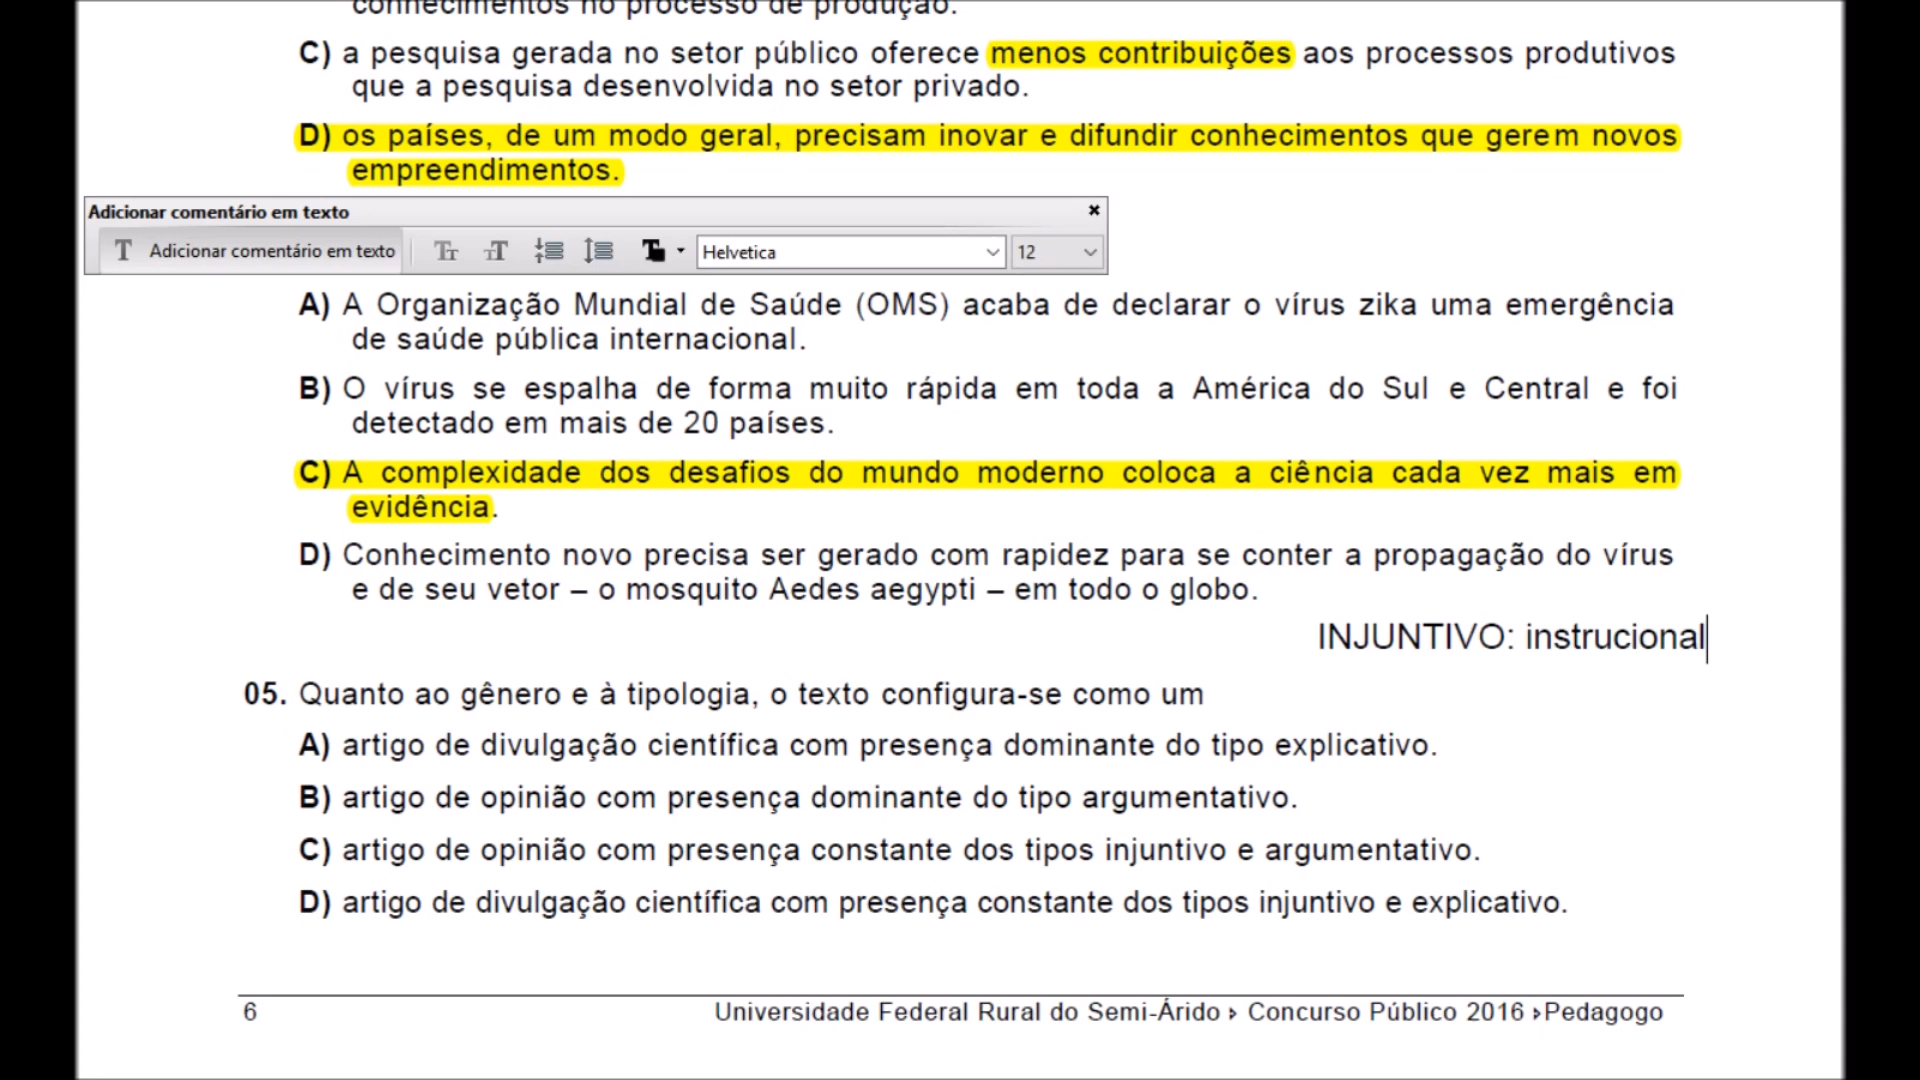 conhecimentos no processo de produção.
C) a pesquisa gerada no setor público oferece menos contribuições aos processos produtivos
que a pesquisa desenvolvida no setor privado.
D) os países, de um modo geral, precisam inovar e difundir conhecimentos que gerem novos
empreendimentos.
Adicionar comentário em texto
T Adicionar comentário em texto Helvetica 12
A) A Organização Mundial de Saúde (OMS) acaba de declarar o vírus zika uma emergência
de saúde pública internacional.
B) O vírus se espalha de forma muito rápida em toda a América do Sul e Central e foi
detectado em mais de 20 países.
C) A complexidade dos desafios do mundo moderno coloca a ciência cada vez mais em
evidência.
D) Conhecimento novo precisa ser gerado com rapidez para se conter a propagação do vírus
e de seu vetor – o mosquito Aedes aegypti – em todo o globo.
INJUNTIVO: instrucional
05. Quanto ao gênero e à tipologia, o texto configura-se como um
A) artigo de divulgação científica com presença dominante do tipo explicativo.
B) artigo de opinião com presença dominante do tipo argumentativo.
C) artigo de opinião com presença constante dos tipos injuntivo e argumentativo.
D) artigo de divulgação científica com presença constante dos tipos injuntivo e explicativo.
6 Universidade Federal Rural do Semi-Árido › Concurso Público 2016 ›Pedagogo